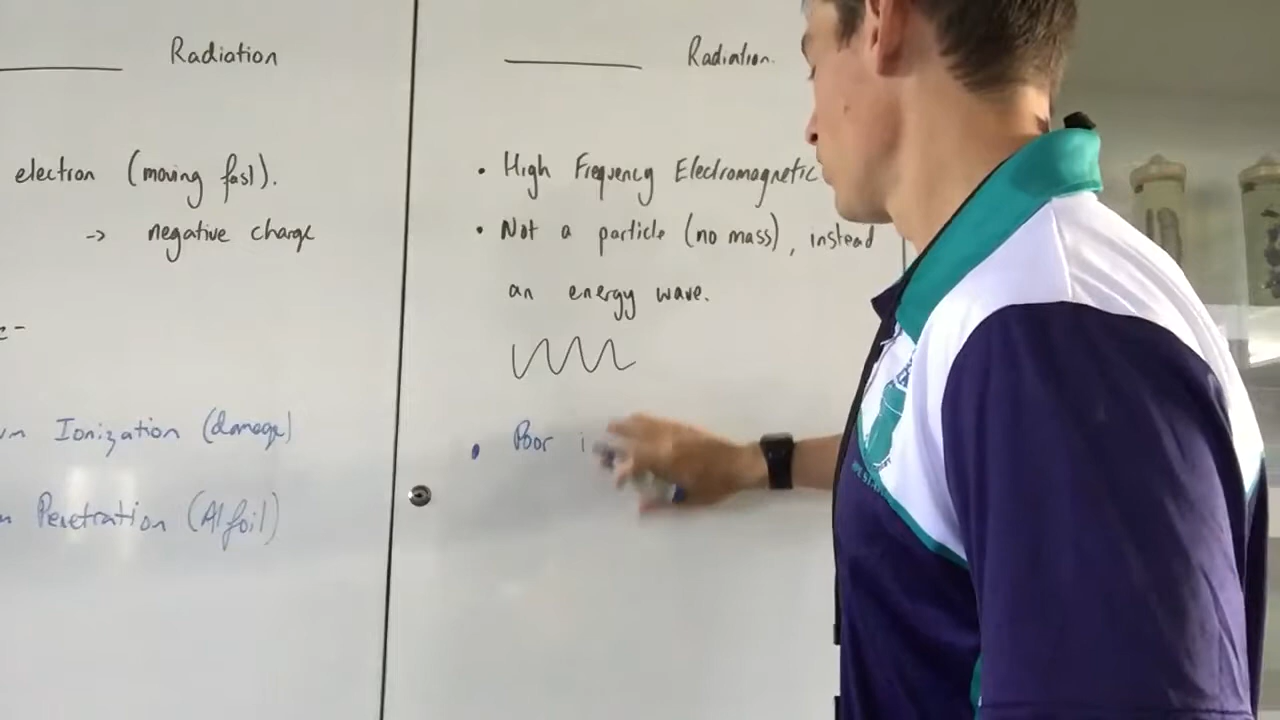 Radiation
electron (moving fast).
-> negative charge
e-
Ionization (damage)
Penetration (Al foil)
Radiation.
• High Frequency Electromagnetic
• Not a particle (no mass), instead
an energy wave.
• Poor i